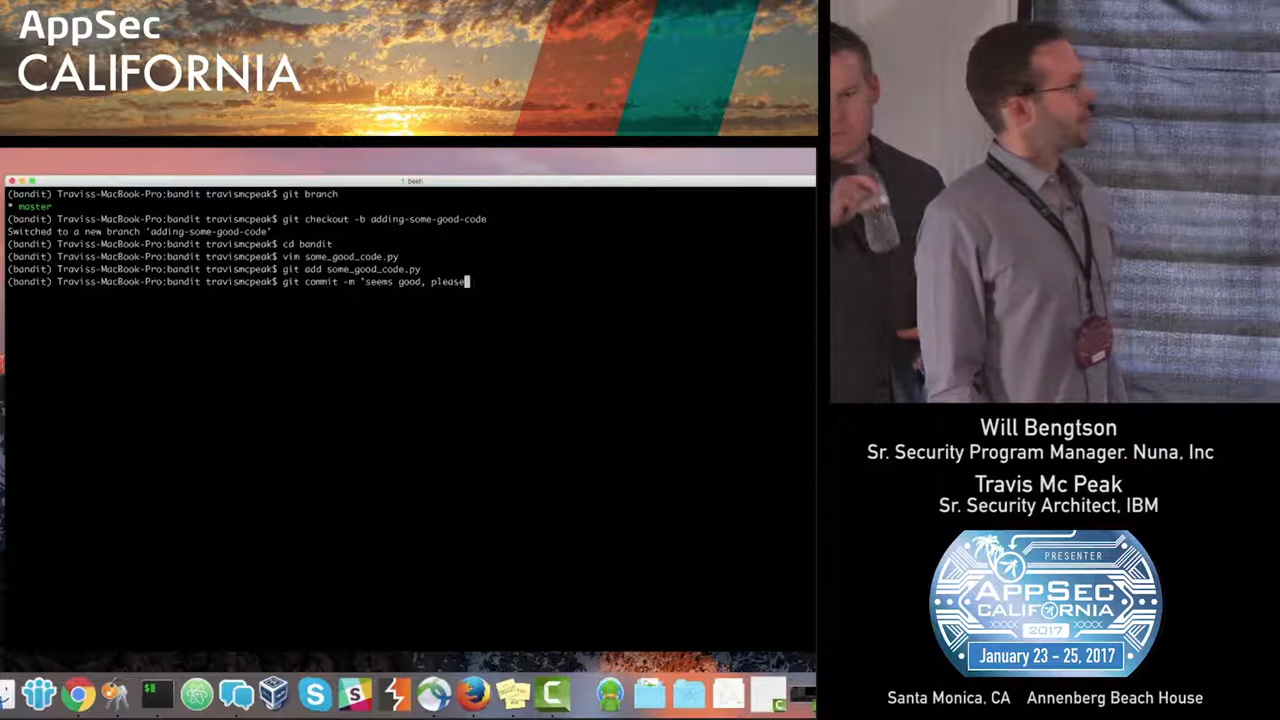 AppSec
CALIFORNIA
1. bash
(bandit) Traviss-MacBook-Pro:bandit travismcpeak$ git branch
* master
(bandit) Traviss-MacBook-Pro:bandit travismcpeak$ git checkout -b adding-some-good-code
Switched to a new branch 'adding-some-good-code'
(bandit) Traviss-MacBook-Pro:bandit travismcpeak$ cd bandit
(bandit) Traviss-MacBook-Pro:bandit travismcpeak$ vim some_good_code.py
(bandit) Traviss-MacBook-Pro:bandit travismcpeak$ git add some_good_code.py
(bandit) Traviss-MacBook-Pro:bandit travismcpeak$ git commit -m 'seems good, please
Will Bengtson
Sr. Security Program Manager. Nuna, Inc
Travis Mc Peak
Sr. Security Architect, IBM
PRESENTER
APPSEC
CALIFORNIA
2017
January 23 - 25, 2017
Santa Monica, CA Annenberg Beach House